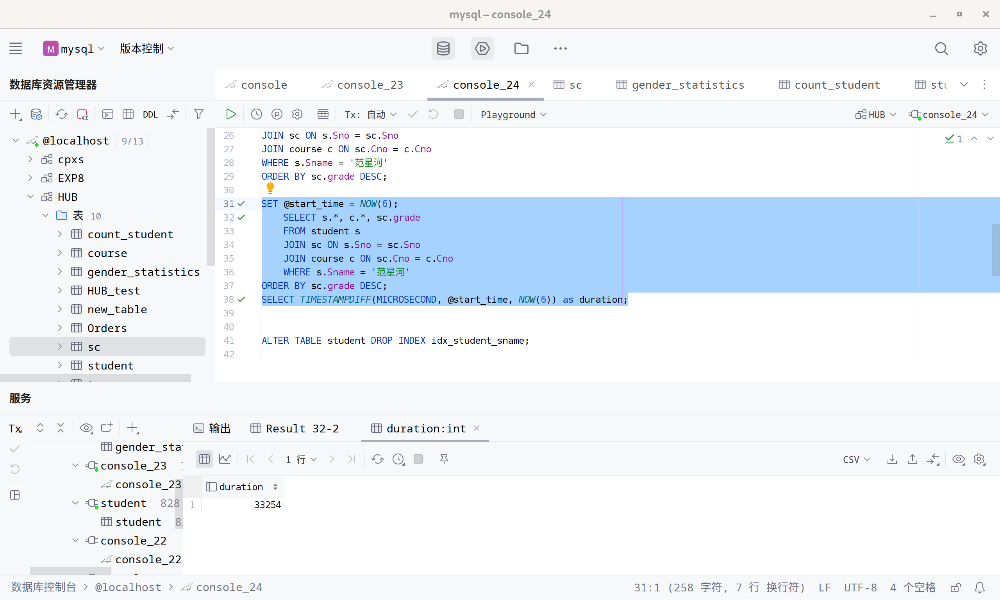 mysql – console_24
M mysql 版本控制
数据库资源管理器
console console_23 console_24 sc gender_statistics count_student stu
DDL
Tx: 自动 Playground HUB console_24
@localhost 9/13
cpxs
EXP8
HUB
表 10
count_student
course
gender_statistics
HUB_test
new_table
Orders
sc
student
26 JOIN sc ON s.Sno = sc.Sno
27 JOIN course c ON sc.Cno = c.Cno
28 WHERE s.Sname = '范星河'
29 ORDER BY sc.grade DESC;
30
31 SET @start_time = NOW(6);
32 SELECT s.*, c.*, sc.grade
33 FROM student s
34 JOIN sc ON s.Sno = sc.Sno
35 JOIN course c ON sc.Cno = c.Cno
36 WHERE s.Sname = '范星河'
37 ORDER BY sc.grade DESC;
38 SELECT TIMESTAMPDIFF(MICROSECOND, @start_time, NOW(6)) as duration;
39
40
41 ALTER TABLE student DROP INDEX idx_student_sname;
42
1
服务
Tx
gender_sta
console_23
console_23
student 828
student 8
console_22
console_22
输出 Result 32-2 duration:int
1 行 CSV
duration
1 33254
数据库控制台 @localhost console_24
31:1 (258 字符, 7 行 换行符) LF UTF-8 4 个空格